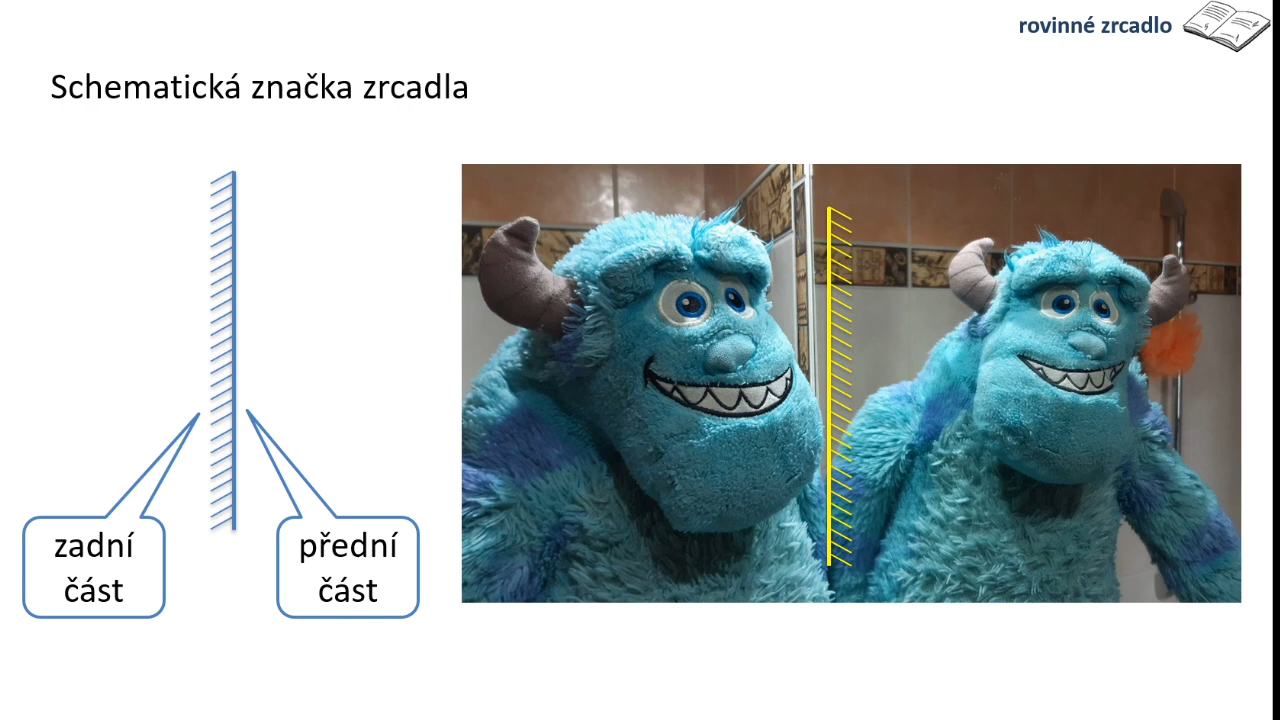 rovinné zrcadlo
Schematická značka zrcadla
zadní
část
přední
část